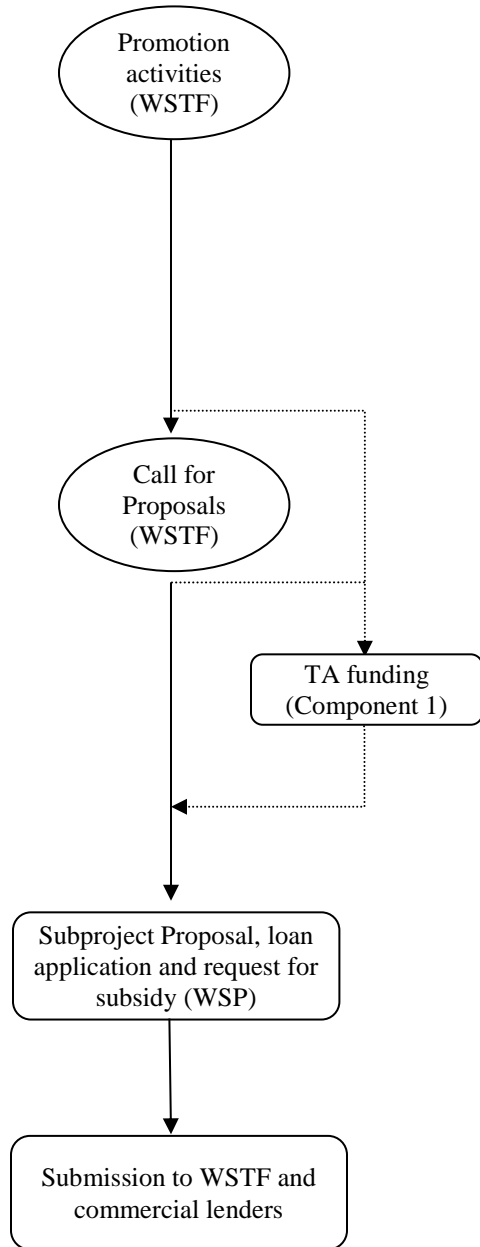 Promotion
activities
(WSTF)
Call for
Proposals
(WSTF)
TA funding
(Component 1)
Subproject Proposal, loan
application and request for
subsidy (WSP)
Submission to WSTF and
commercial lenders